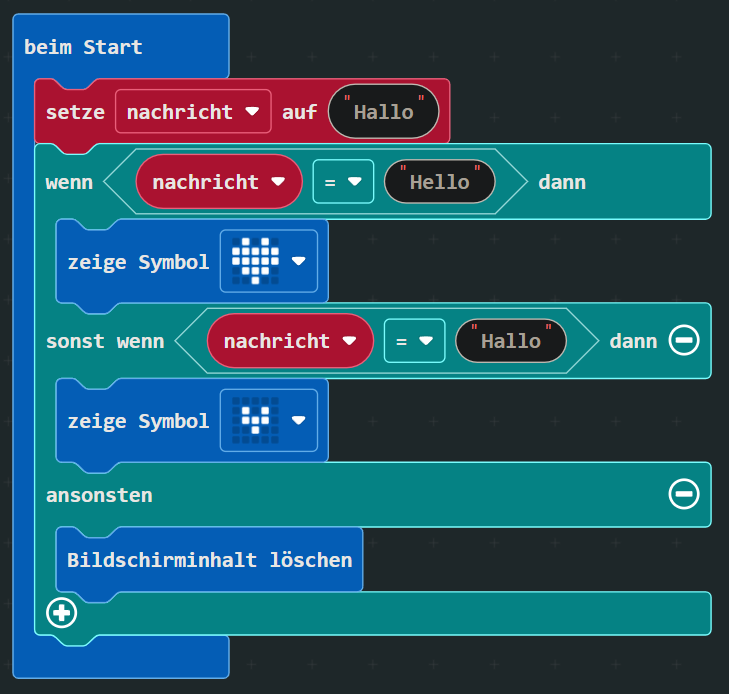 beim Start
setze nachricht auf "Hallo"
wenn nachricht = "Hello" dann
zeige Symbol
sonst wenn nachricht = "Hallo" dann
zeige Symbol
ansonsten
Bildschirminhalt löschen